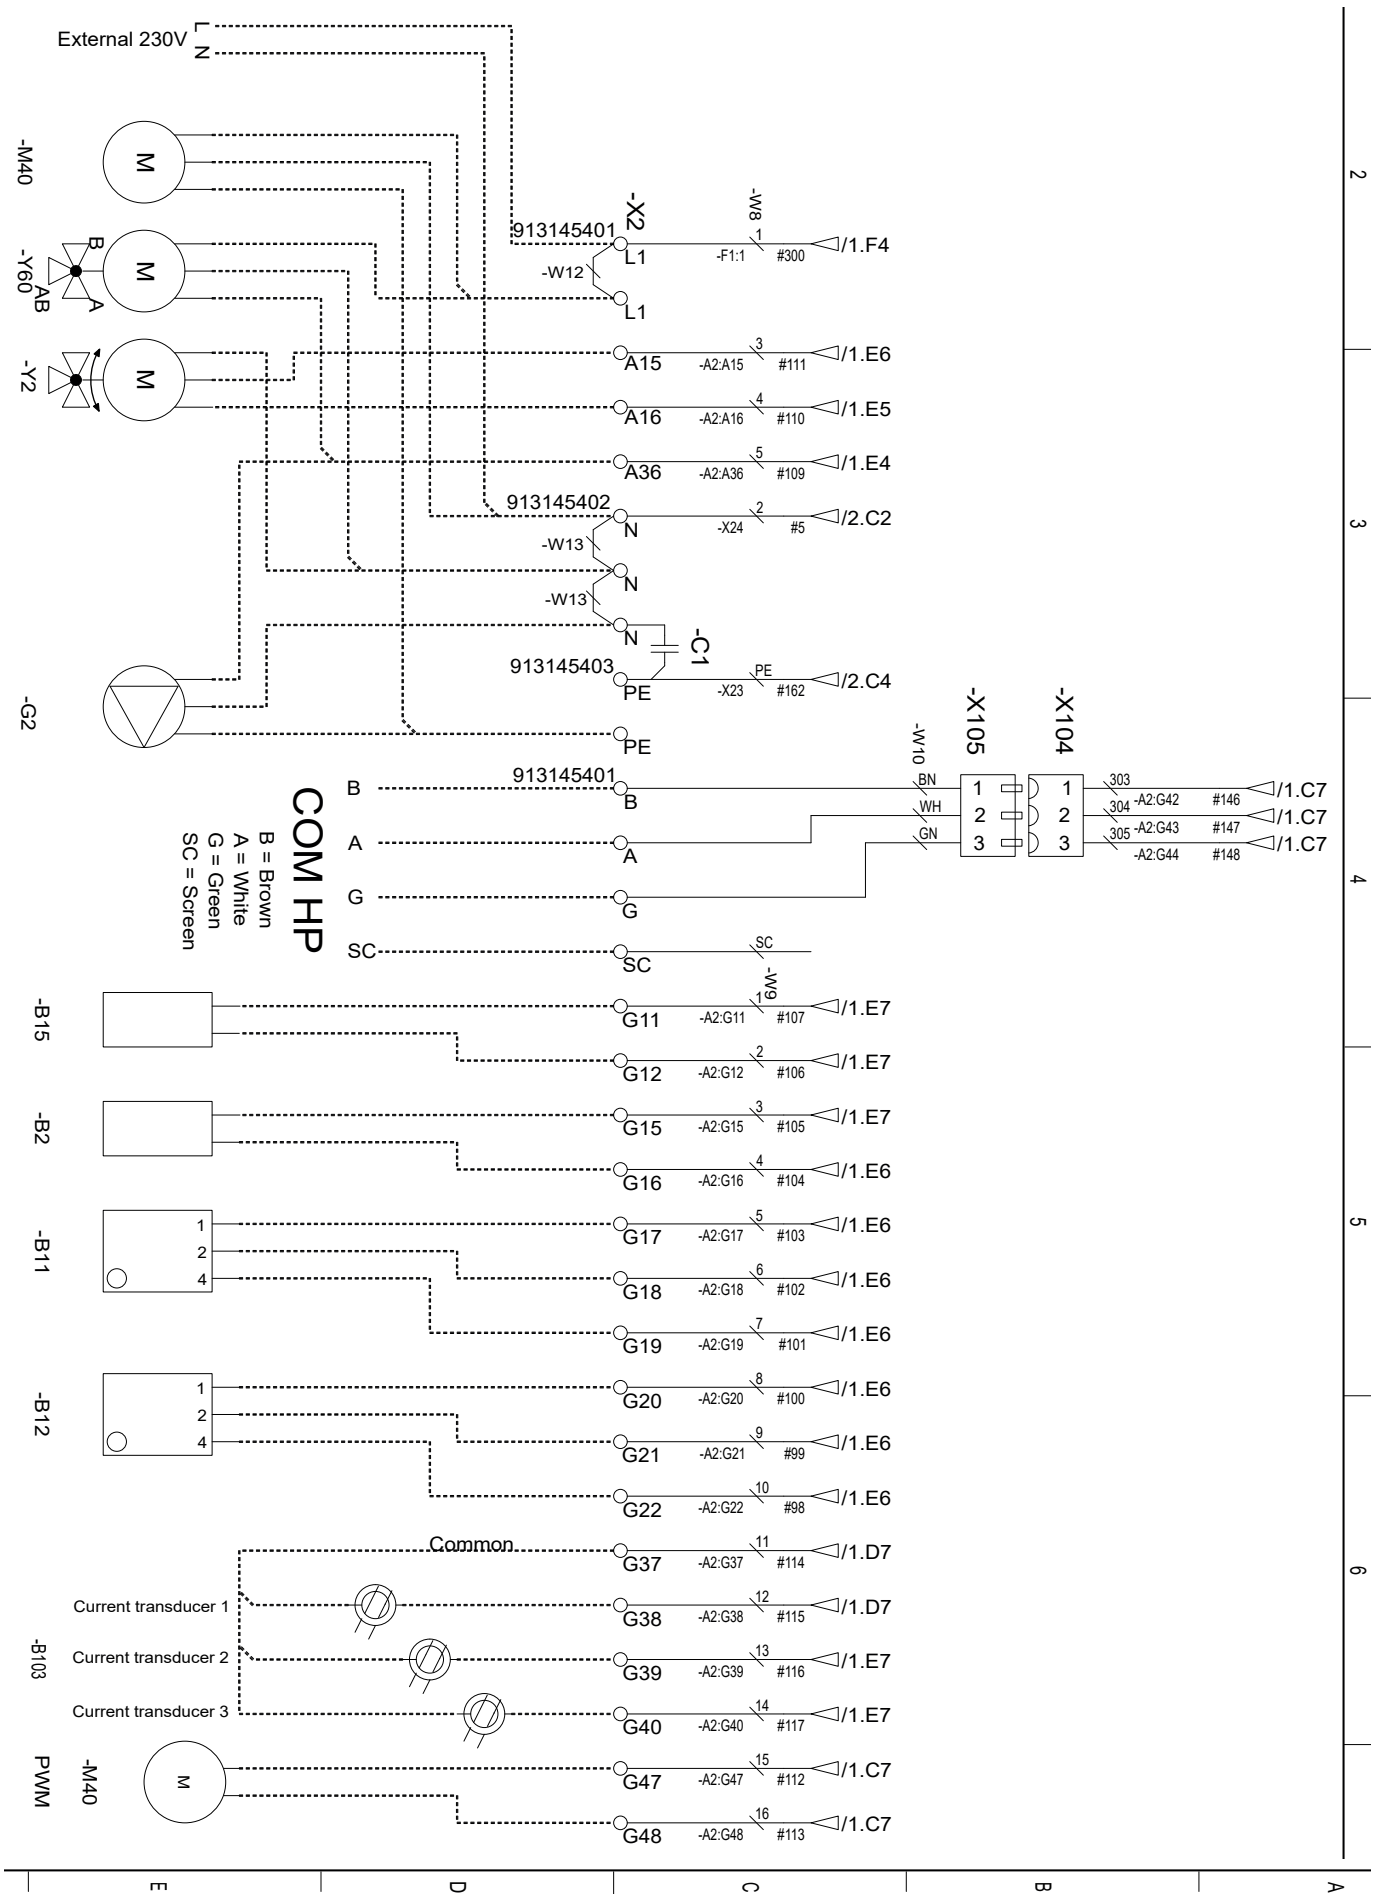 External 230V
L
N
-M40
M
-Y60
B
AB
A
M
-Y2
M
-G2
-X2
-W8
913145401
L1
-F1:1
1
#300
/1.F4
-W12
L1
A15
-A2:A15
3
#111
/1.E6
A16
-A2:A16
4
#110
/1.E5
A36
-A2:A36
5
#109
/1.E4
913145402
N
-X24
2
#5
/2.C2
-W13
N
-W13
N
-C1
913145403
PE
-X23
PE
#162
/2.C4
PE
-W10
-X105
-X104
913145401
B
B
BN
1
1
303
-A2:G42
#146
/1.C7
A
A
WH
2
2
304
-A2:G43
#147
/1.C7
G
G
GN
3
3
305
-A2:G44
#148
/1.C7
SC
SC
SC
COM HP
B = Brown
A = White
G = Green
SC = Screen
-W9
-B15
G11
-A2:G11
1
#107
/1.E7
G12
-A2:G12
2
#106
/1.E7
-B2
G15
-A2:G15
3
#105
/1.E7
G16
-A2:G16
4
#104
/1.E6
-B11
1
2
4
G17
-A2:G17
5
#103
/1.E6
G18
-A2:G18
6
#102
/1.E6
G19
-A2:G19
7
#101
/1.E6
-B12
1
2
4
G20
-A2:G20
8
#100
/1.E6
G21
-A2:G21
9
#99
/1.E6
G22
-A2:G22
10
#98
/1.E6
Common
G37
-A2:G37
11
#114
/1.D7
-B103
Current transducer 1
G38
-A2:G38
12
#115
/1.D7
Current transducer 2
G39
-A2:G39
13
#116
/1.E7
Current transducer 3
G40
-A2:G40
14
#117
/1.E7
PWM
-M40
M
G47
-A2:G47
15
#112
/1.C7
G48
-A2:G48
16
#113
/1.C7
2
3
4
5
6
E
D
C
B
A